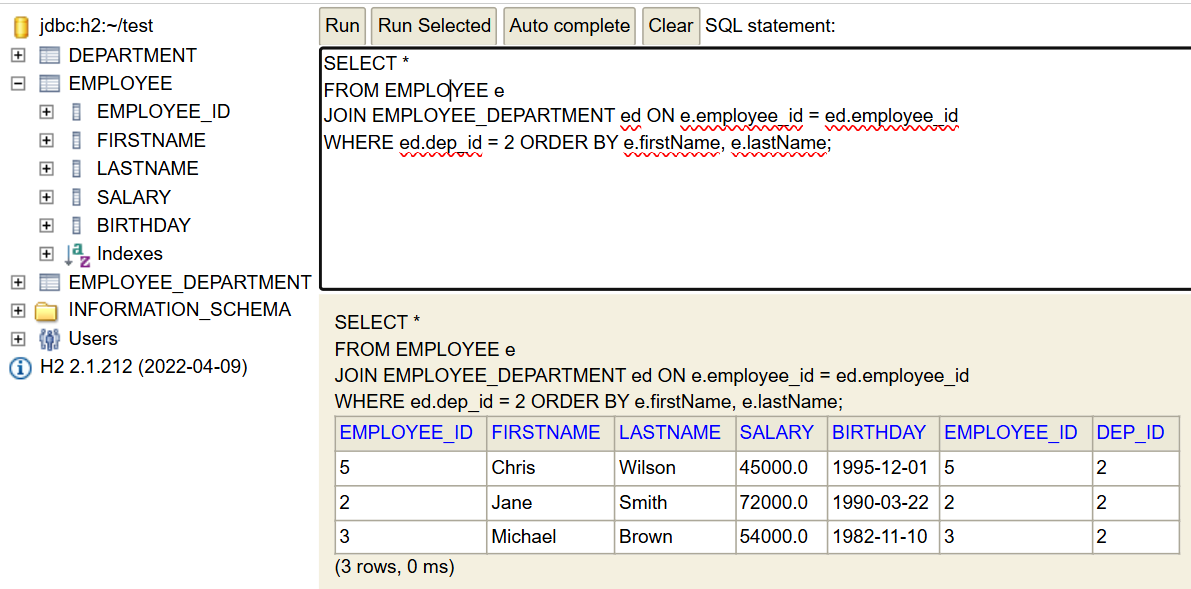 jdbc:h2:~/test
DEPARTMENT
EMPLOYEE
EMPLOYEE_ID
FIRSTNAME
LASTNAME
SALARY
BIRTHDAY
Indexes
EMPLOYEE_DEPARTMENT
INFORMATION_SCHEMA
Users
H2 2.1.212 (2022-04-09)
Run Run Selected Auto complete Clear SQL statement:
SELECT *
FROM EMPLOYEE e
JOIN EMPLOYEE_DEPARTMENT ed ON e.employee_id = ed.employee_id
WHERE ed.dep_id = 2 ORDER BY e.firstName, e.lastName;
SELECT *
FROM EMPLOYEE e
JOIN EMPLOYEE_DEPARTMENT ed ON e.employee_id = ed.employee_id
WHERE ed.dep_id = 2 ORDER BY e.firstName, e.lastName;
EMPLOYEE_ID FIRSTNAME LASTNAME SALARY BIRTHDAY EMPLOYEE_ID DEP_ID
5 Chris Wilson 45000.0 1995-12-01 5 2
2 Jane Smith 72000.0 1990-03-22 2 2
3 Michael Brown 54000.0 1982-11-10 3 2
(3 rows, 0 ms)